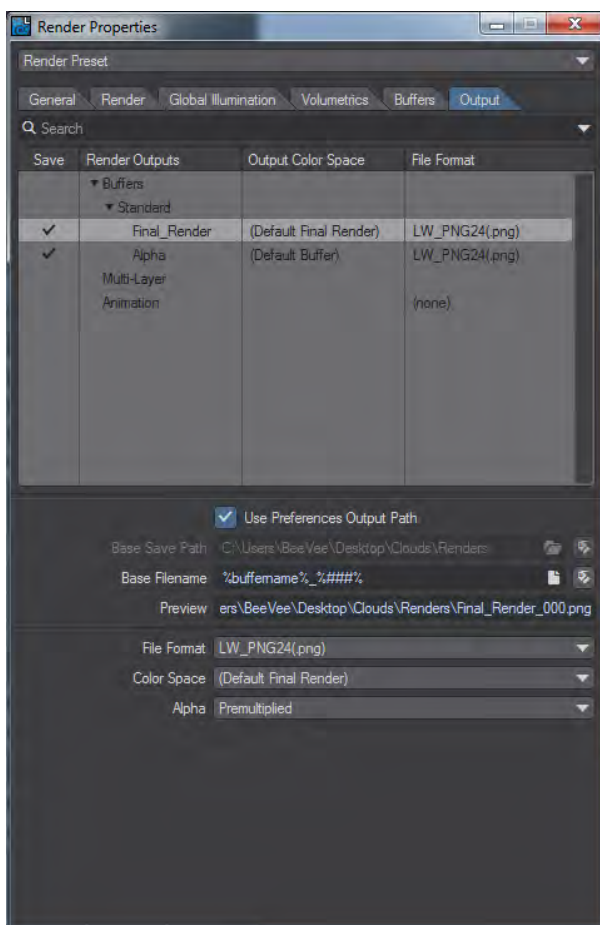 Render Properties
Render Preset
General Render Global Illumination Volumetrics Buffers Output
Search
Save Render Outputs Output Color Space File Format
Buffers
Standard
Final_Render (Default Final Render) LW_PNG24(.png)
Alpha (Default Buffer) LW_PNG24(.png)
Multi-Layer
Animation (none)
Use Preferences Output Path
Base Save Path C:\Users\BeeVee\Desktop\Clouds\Renders
Base Filename %buffername%_%###%
Preview ers\BeeVee\Desktop\Clouds\Renders\Final_Render_000.png
File Format LW_PNG24(.png)
Color Space (Default Final Render)
Alpha Premultiplied